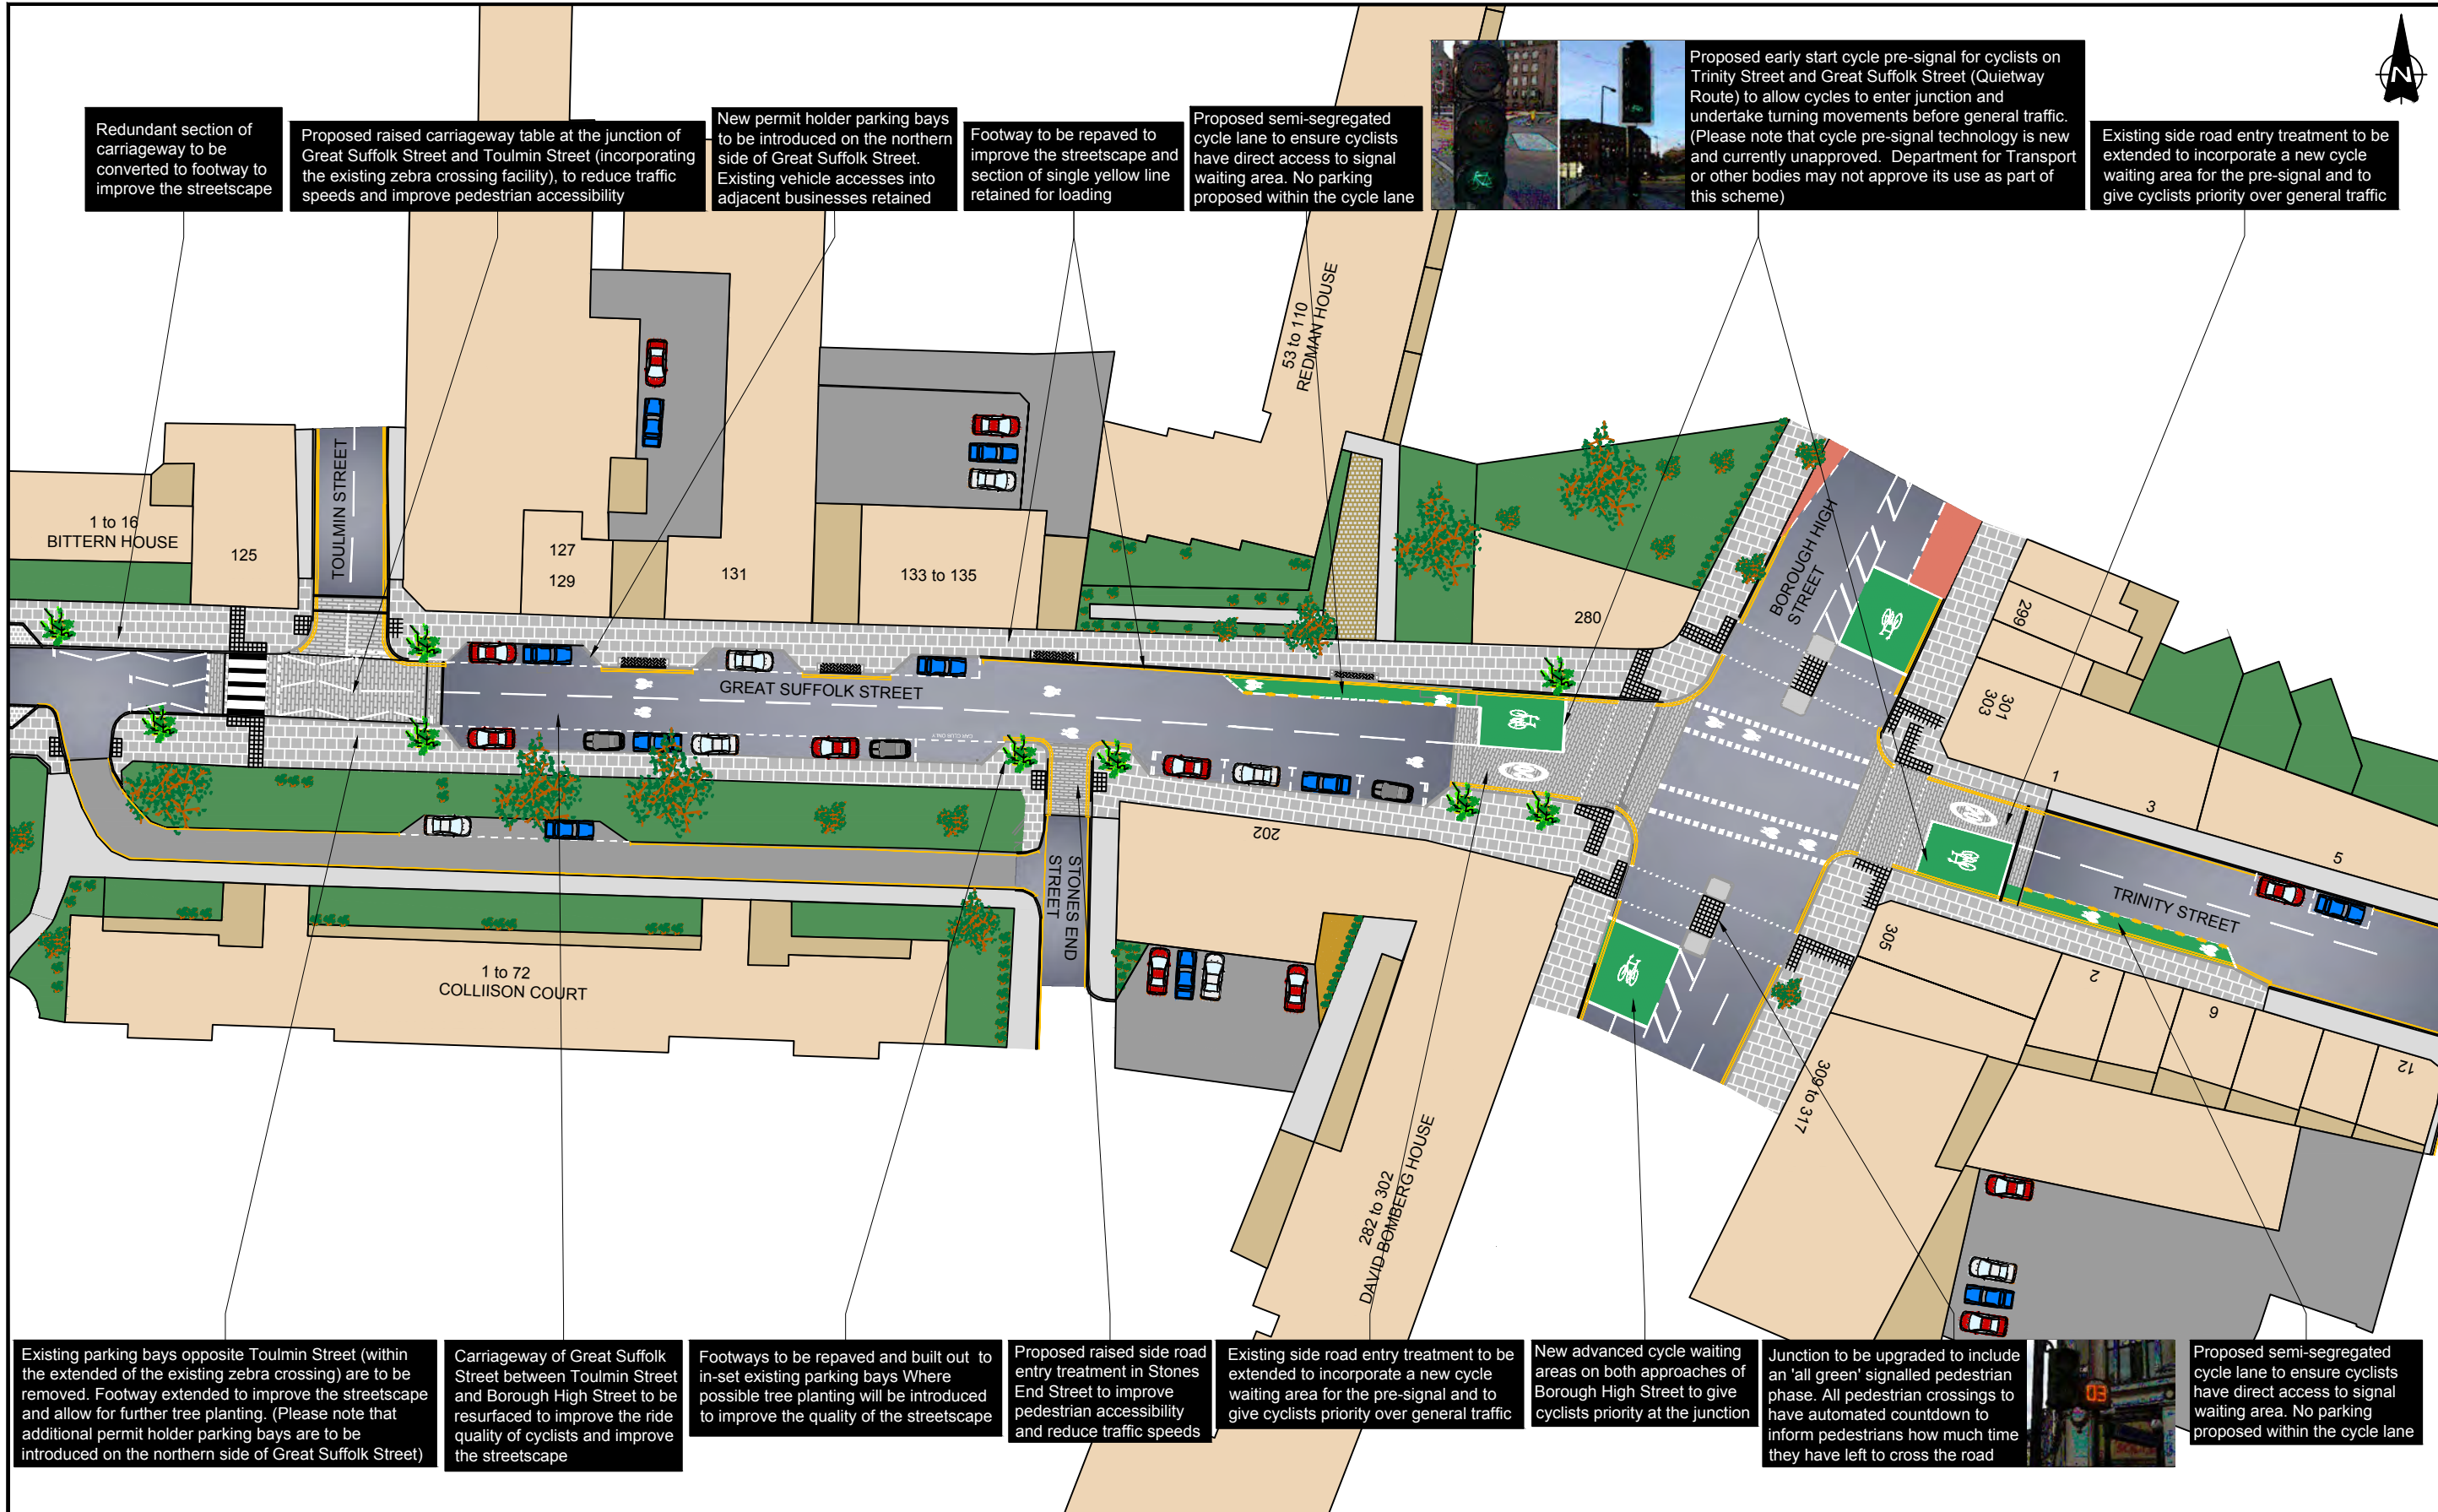 Redundant section of
carriageway to be
converted to footway to
improve the streetscape
Proposed raised carriageway table at the junction of
Great Suffolk Street and Toulmin Street (incorporating
the existing zebra crossing facility), to reduce traffic
speeds and improve pedestrian accessibility
New permit holder parking bays
to be introduced on the northern
side of Great Suffolk Street.
Existing vehicle accesses into
adjacent businesses retained
Footway to be repaved to
improve the streetscape and
section of single yellow line
retained for loading
Proposed semi-segregated
cycle lane to ensure cyclists
have direct access to signal
waiting area. No parking
proposed within the cycle lane
Proposed early start cycle pre-signal for cyclists on
Trinity Street and Great Suffolk Street (Quietway
Route) to allow cycles to enter junction and
undertake turning movements before general traffic.
(Please note that cycle pre-signal technology is new
and currently unapproved. Department for Transport
or other bodies may not approve its use as part of
this scheme)
Existing side road entry treatment to be
extended to incorporate a new cycle
waiting area for the pre-signal and to
give cyclists priority over general traffic
N
53 to 110
REDMAN HOUSE
TOULMIN STREET
1 to 16
BITTERN HOUSE
125
127
129
131
133 to 135
280
BOROUGH HIGH
STREET
299
301
303
GREAT SUFFOLK STREET
CAR CLUB ONLY
1
3
5
TRINITY STREET
202
STONES END
STREET
305
2
6
12
1 to 72
COLLIISON COURT
309 to 317
282 to 302
DAVID BOMBERG HOUSE
Existing parking bays opposite Toulmin Street (within
the extended of the existing zebra crossing) are to be
removed. Footway extended to improve the streetscape
and allow for further tree planting. (Please note that
additional permit holder parking bays are to be
introduced on the northern side of Great Suffolk Street)
Carriageway of Great Suffolk
Street between Toulmin Street
and Borough High Street to be
resurfaced to improve the ride
quality of cyclists and improve
the streetscape
Footways to be repaved and built out to
in-set existing parking bays Where
possible tree planting will be introduced
to improve the quality of the streetscape
Proposed raised side road
entry treatment in Stones
End Street to improve
pedestrian accessibility
and reduce traffic speeds
Existing side road entry treatment to be
extended to incorporate a new cycle
waiting area for the pre-signal and to
give cyclists priority over general traffic
New advanced cycle waiting
areas on both approaches of
Borough High Street to give
cyclists priority at the junction
Junction to be upgraded to include
an 'all green' signalled pedestrian
phase. All pedestrian crossings to
have automated countdown to
inform pedestrians how much time
they have left to cross the road
03
Proposed semi-segregated
cycle lane to ensure cyclists
have direct access to signal
waiting area. No parking
proposed within the cycle lane